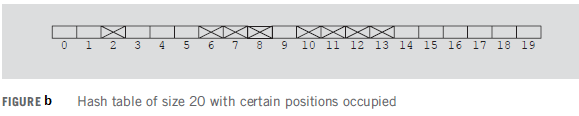 0 1 2 3 4 5 6 7 8 9 10 11 12 13 14 15 16 17 18 19
FIGURE b Hash table of size 20 with certain positions occupied